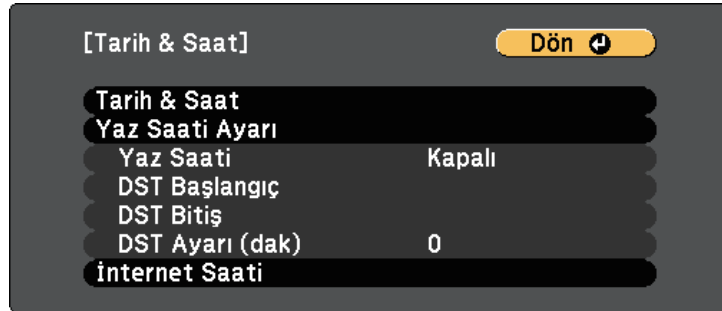 [Tarih & Saat] Dön
Tarih & Saat
Yaz Saati Ayarı
Yaz Saati Kapalı
DST Başlangıç
DST Bitiş
DST Ayarı (dak) 0
İnternet Saati